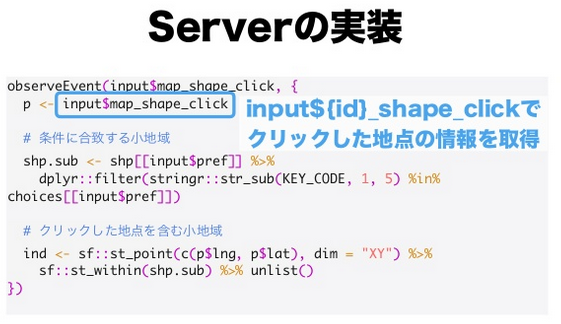 Serverの実装
observeEvent(input$map_shape_click, {
p <- input$map_shape_click
input${id}_shape_clickで
クリックした地点の情報を取得
# 条件に合致する小地域
shp.sub <- shp[[input$pref]] %>%
dplyr::filter(stringr::str_sub(KEY_CODE, 1, 5) %in%
choices[[input$pref]])
# クリックした地点を含む小地域
ind <- sf::st_point(c(p$lng, p$lat), dim = "XY") %>%
sf::st_within(shp.sub) %>% unlist()
})